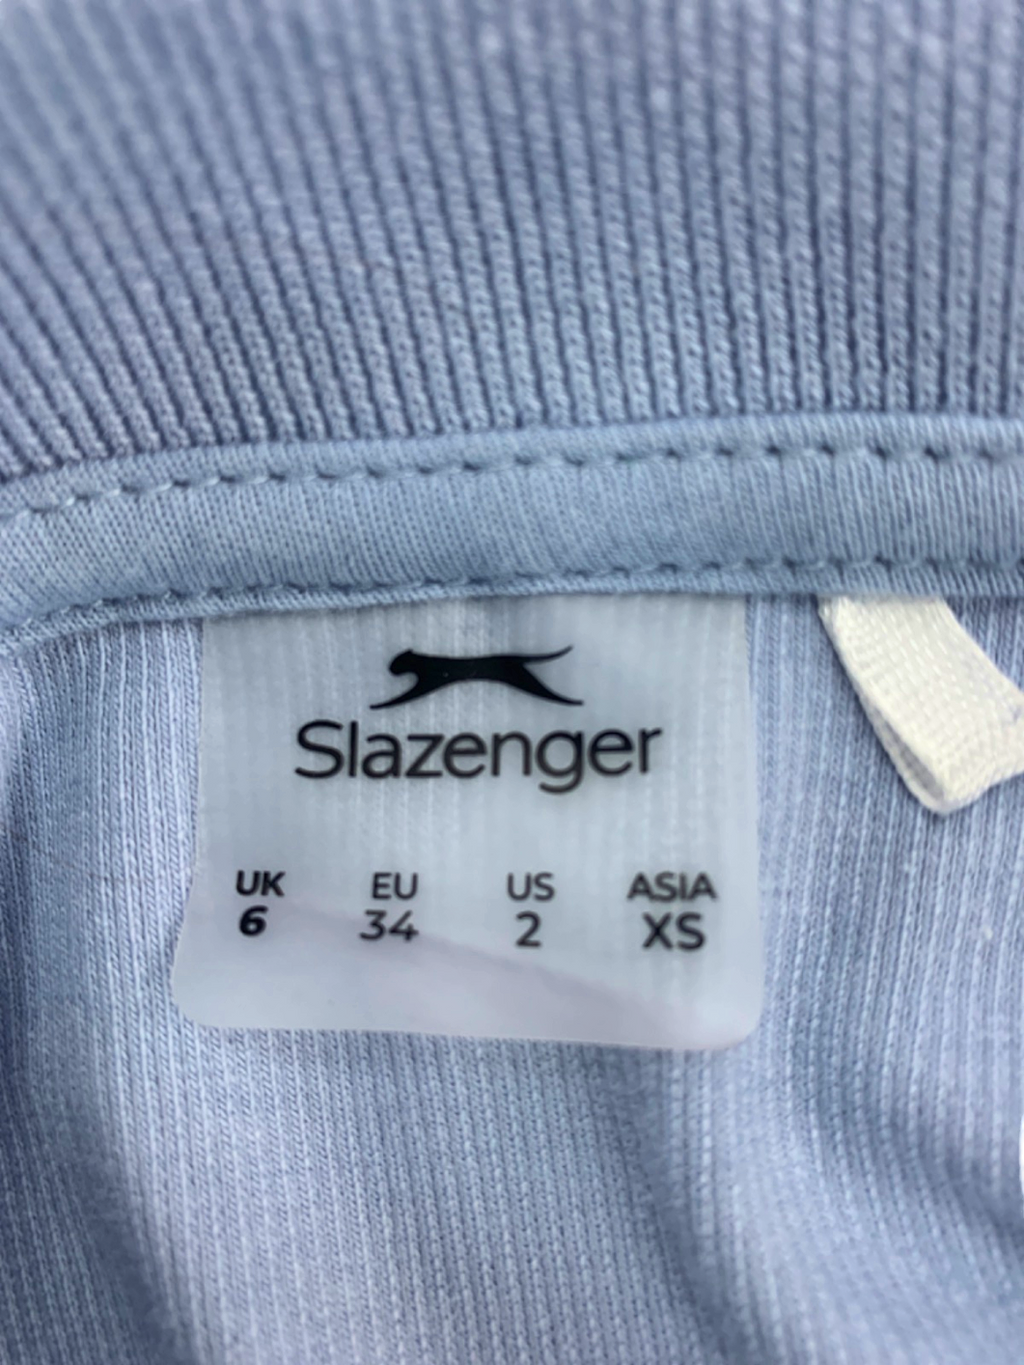 Slazenger
UK EU US ASIA
6 34 2 XS